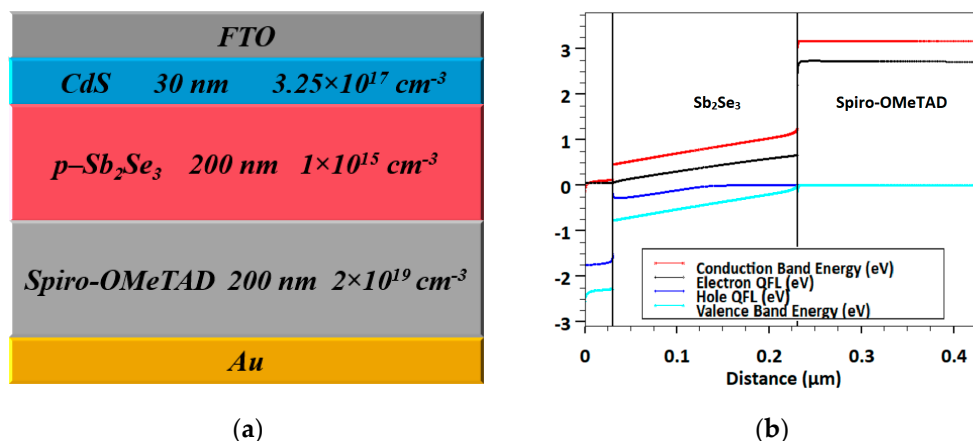 FTO
CdS 30 nm 3.25×10¹⁷ cm⁻³
p–Sb₂Se₃ 200 nm 1×10¹⁵ cm⁻³
Spiro-OMeTAD 200 nm 2×10¹⁹ cm⁻³
Au
(a)
3
2
1
0
-1
-2
-3
Sb₂Se₃ Spiro-OMeTAD
Conduction Band Energy (eV)
Electron QFL (eV)
Hole QFL (eV)
Valence Band Energy (eV)
0 0.1 0.2 0.3 0.4
Distance (µm)
(b)